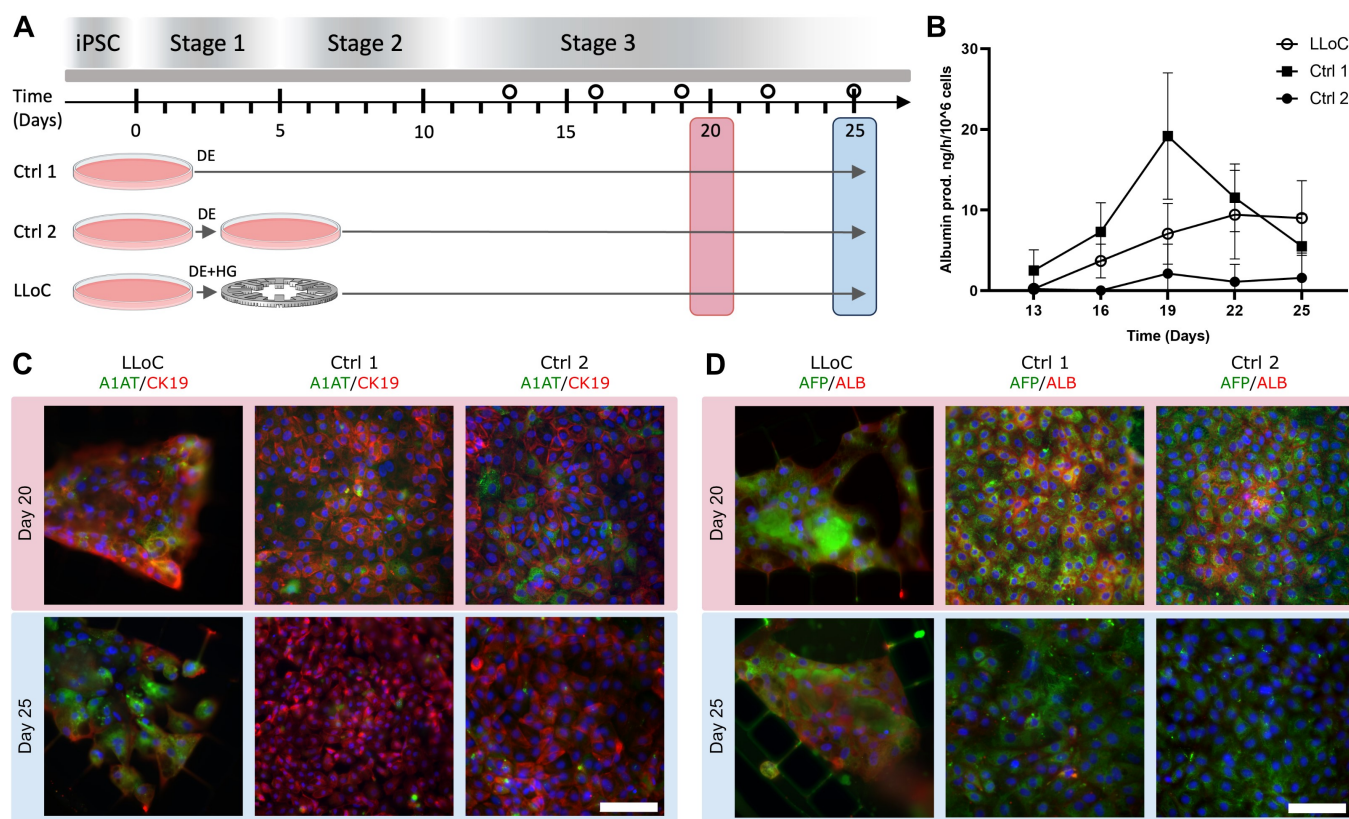 A
iPSC Stage 1 Stage 2 Stage 3
Time
(Days)
0 5 10 15 20 25
Ctrl 1
DE
Ctrl 2
DE
LLoC
DE+HG
B
LLoC
Ctrl 1
Ctrl 2
Albumin prod. ng/h/10^6 cells
30
20
10
0
13 16 19 22 25
Time (Days)
C
LLoC Ctrl 1 Ctrl 2
A1AT/CK19 A1AT/CK19 A1AT/CK19
Day 20
Day 25
D
LLoC Ctrl 1 Ctrl 2
AFP/ALB AFP/ALB AFP/ALB
Day 20
Day 25